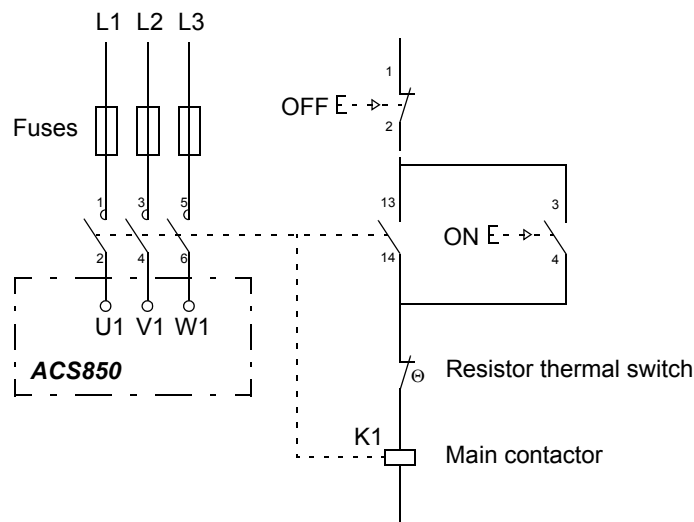 L1 L2 L3
1
OFF
2
Fuses
1 3 5
13 3
ON
2 4 6
14 4
U1 V1 W1
ACS850
Θ Resistor thermal switch
K1
Main contactor